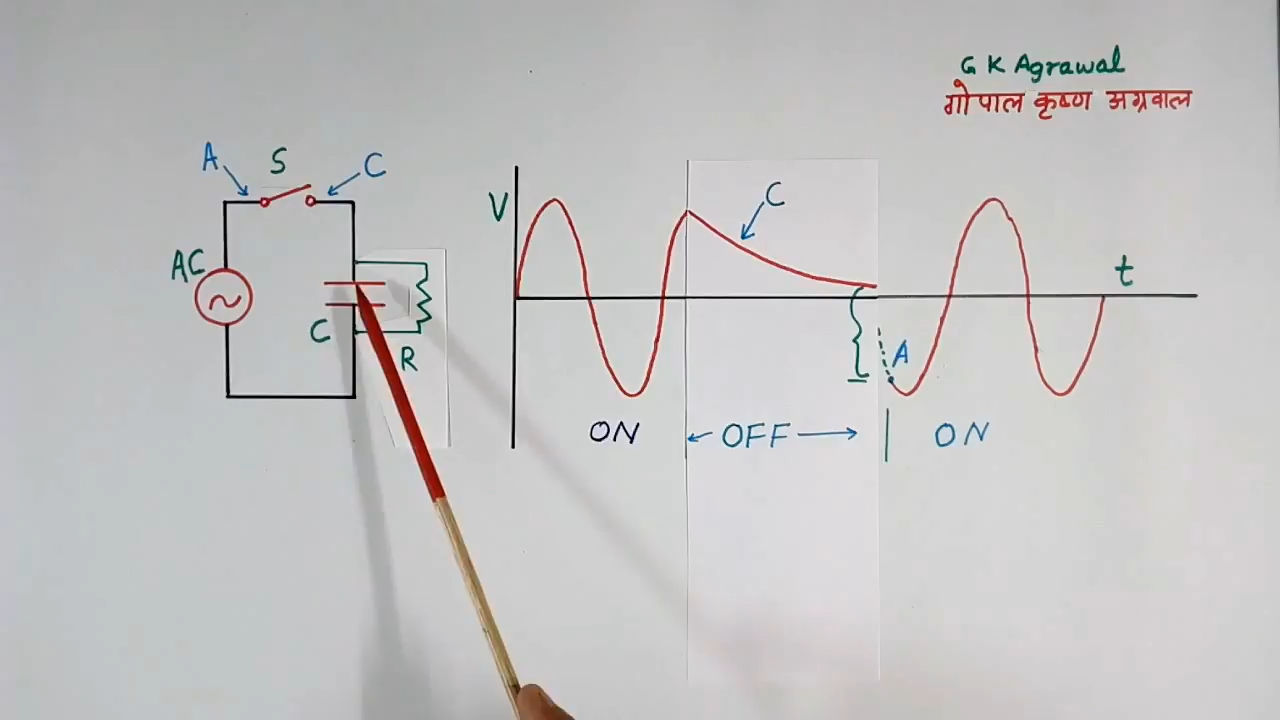 G K Agrawal
गोपाल कृष्ण अग्रवाल
A S C
AC
C
R
V
C
t
A
ON ← OFF → ON